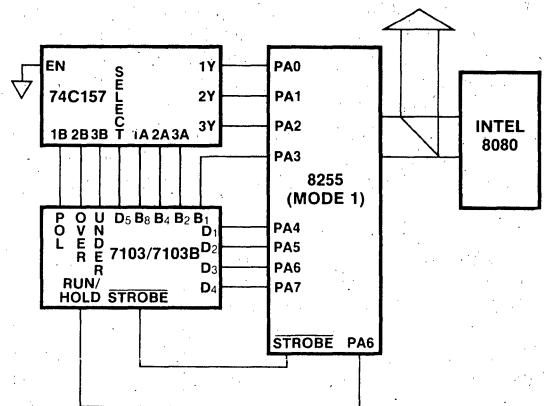 EN
SELECT
1Y
74C157
2Y
3Y
1B 2B 3B 1A 2A 3A
PA0
PA1
PA2
PA3
8255
(MODE 1)
PA4
PA5
PA6
PA7
STROBE PA6
INTEL
8080
POL
OVER
UNDER
D5 B8 B4 B2 B1
D1
7103/7103B
D2
D3
D4
RUN/
HOLD STROBE